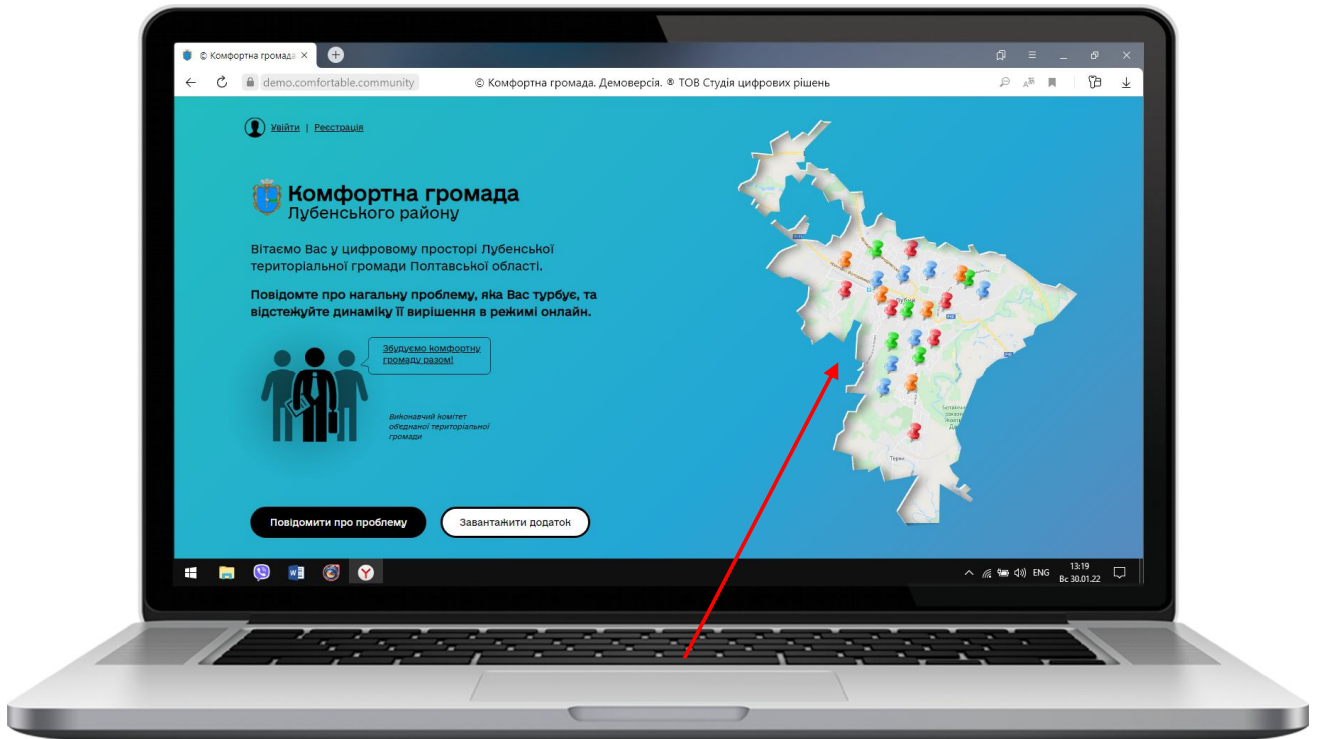 © Комфортна громада
demo.comfortable.community
© Комфортна громада. Демоверсія. ® ТОВ Студія цифрових рішень
Увійти | Реєстрація
Комфортна громада
Лубенського району
Вітаємо Вас у цифровому просторі Лубенської
територіальної громади Полтавської області.
Повідомте про нагальну проблему, яка Вас турбує, та
відстежуйте динаміку її вирішення в режимі онлайн.
Збудуємо комфортну
громаду разом!
Виконавчий комітет
об'єднаної територіальної
громади
Повідомити про проблему
Завантажити додаток
Лубни
Терни
ENG
13:19
Вс 30.01.22